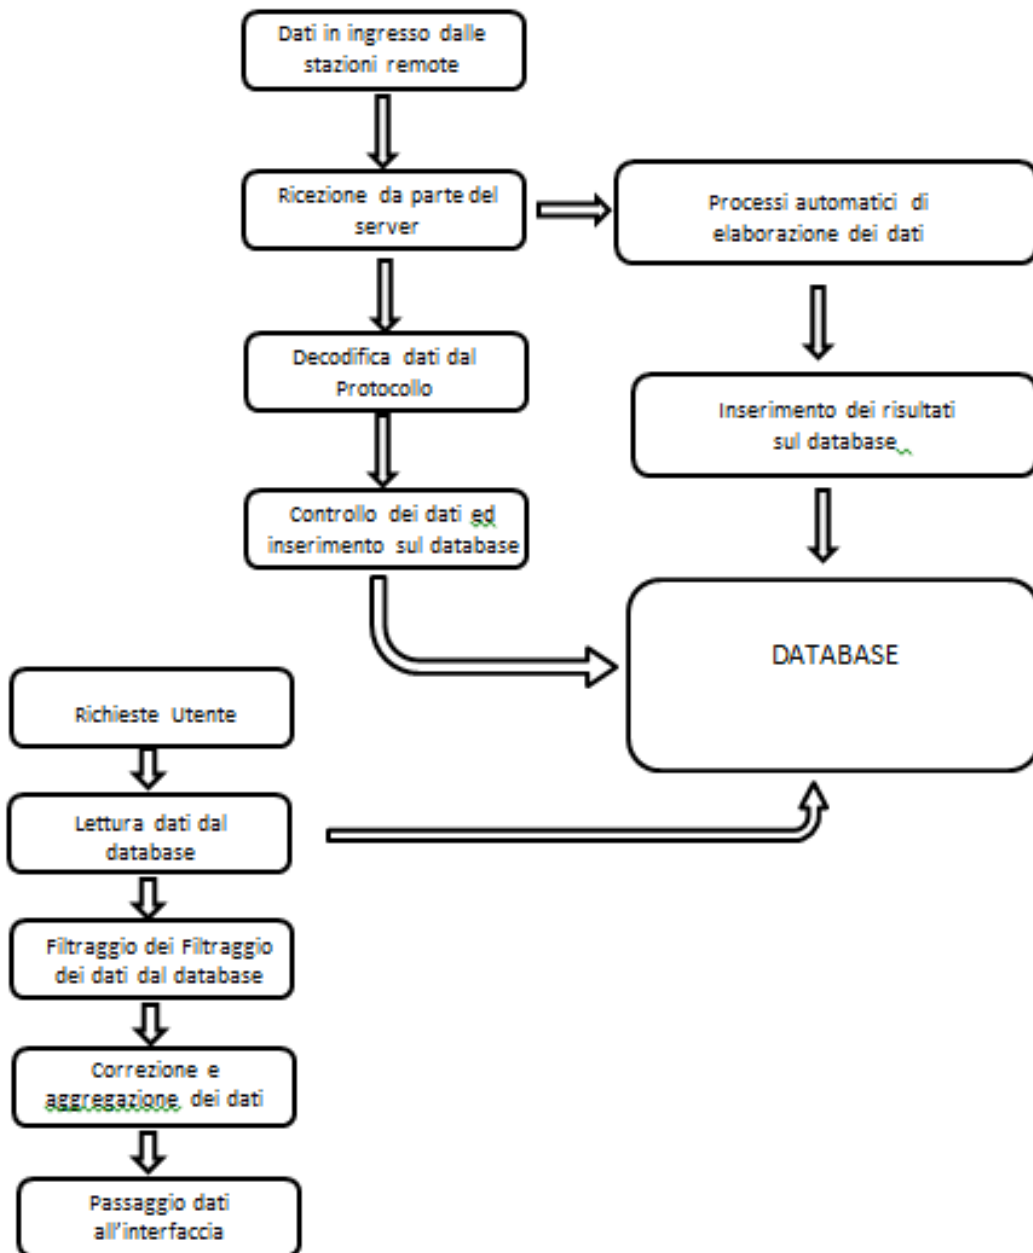 Dati in ingresso dalle
stazioni remote
Ricezione da parte del
server
Processi automatici di
elaborazione dei dati
Decodifica dati dal
Protocollo
Inserimento dei risultati
sul database
Controllo dei dati ed
inserimento sul database
DATABASE
Richieste Utente
Lettura dati dal
database
Filtraggio dei Filtraggio
dei dati dal database
Correzione e
aggregazione dei dati
Passaggio dati
all'interfaccia